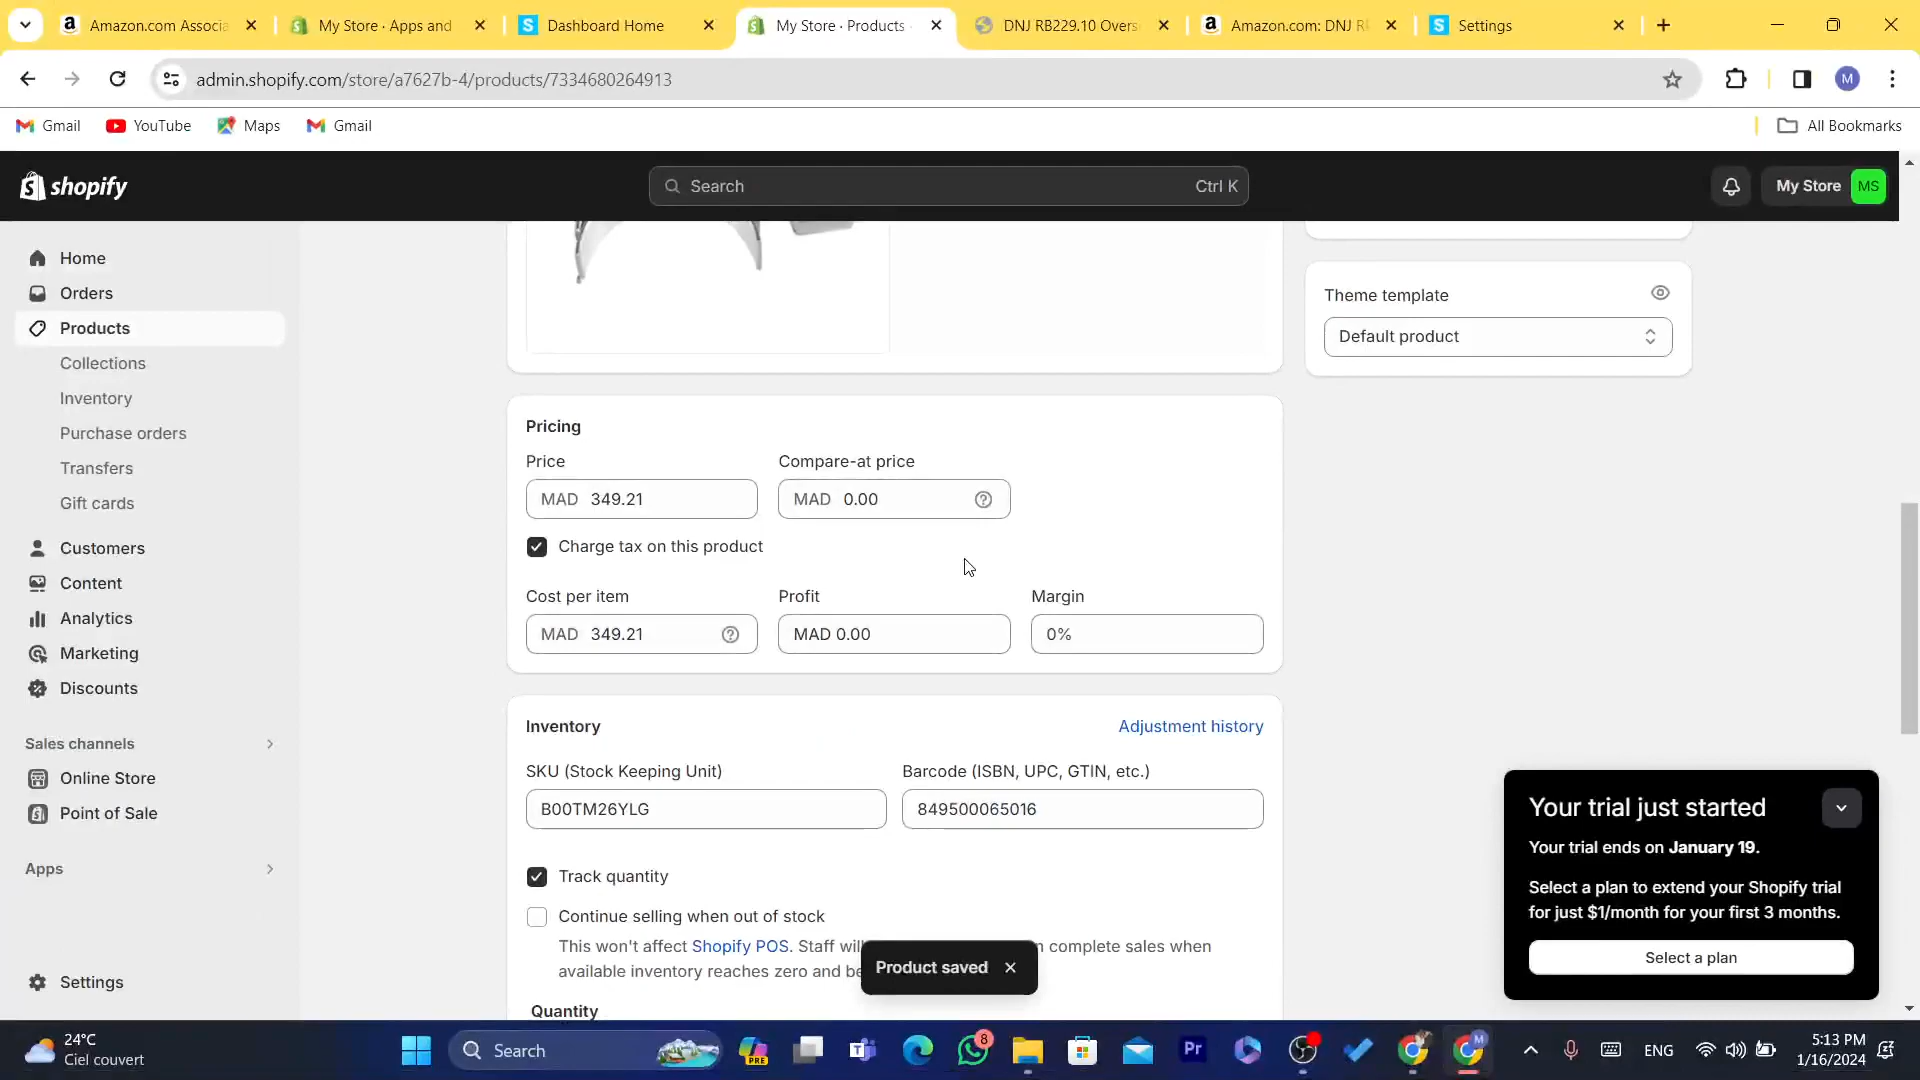 Amazon.com Associa
My Store · Apps and
Dashboard Home
My Store · Products ·
DNJ RB229.10 Overs
Amazon.com: DNJ R
Settings
admin.shopify.com/store/a7627b-4/products/7334680264913
M
Gmail
YouTube
Maps
Gmail
All Bookmarks
shopify
Search
Ctrl K
My Store
MS
Home
Orders
Products
Collections
Inventory
Purchase orders
Transfers
Gift cards
Customers
Content
Analytics
Marketing
Discounts
Sales channels
Online Store
Point of Sale
Apps
Settings
Theme template
Default product
Pricing
Price
Compare-at price
MAD 349.21
MAD 0.00
Charge tax on this product
Cost per item
Profit
Margin
MAD 349.21
MAD 0.00
0%
Inventory
Adjustment history
SKU (Stock Keeping Unit)
Barcode (ISBN, UPC, GTIN, etc.)
B00TM26YLG
849500065016
Track quantity
Continue selling when out of stock
This won't affect Shopify POS. Staff will n complete sales when
available inventory reaches zero and be
Quantity
Product saved
Your trial just started
Your trial ends on January 19.
Select a plan to extend your Shopify trial
for just $1/month for your first 3 months.
Select a plan
24°C
Ciel couvert
Search
PRE
8
Pr
M
ENG
5:13 PM
1/16/2024